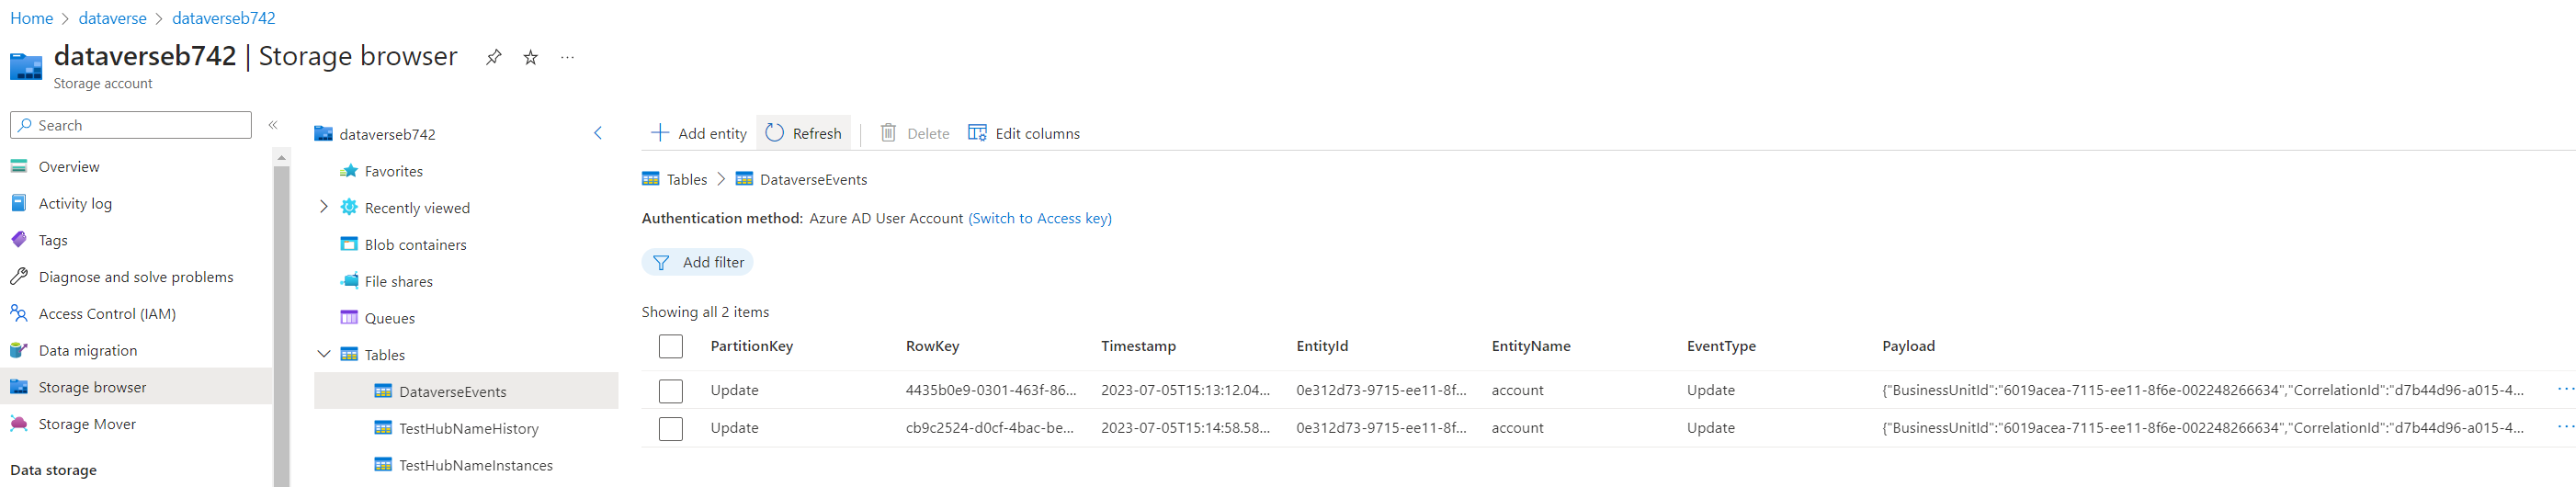 Home > dataverse > dataverseb742
dataverseb742 | Storage browser ...
Storage account
Search «
Overview
Activity log
Tags
Diagnose and solve problems
Access Control (IAM)
Data migration
Storage browser
Storage Mover
Data storage
dataverseb742
Favorites
Recently viewed
Blob containers
File shares
Queues
Tables
DataverseEvents
TestHubNameHistory
TestHubNameInstances
Add entity Refresh Delete Edit columns
Tables > DataverseEvents
Authentication method: Azure AD User Account (Switch to Access key)
Add filter
Showing all 2 items
PartitionKey RowKey Timestamp EntityId EntityName EventType Payload
Update 4435b0e9-0301-463f-86... 2023-07-05T15:13:12.04... 0e312d73-9715-ee11-8f... account Update {"BusinessUnitId":"6019acea-7115-ee11-8f6e-002248266634","CorrelationId":"d7b44d96-a015-4... ...
Update cb9c2524-d0cf-4bac-be... 2023-07-05T15:14:58.58... 0e312d73-9715-ee11-8f... account Update {"BusinessUnitId":"6019acea-7115-ee11-8f6e-002248266634","CorrelationId":"d7b44d96-a015-4... ...